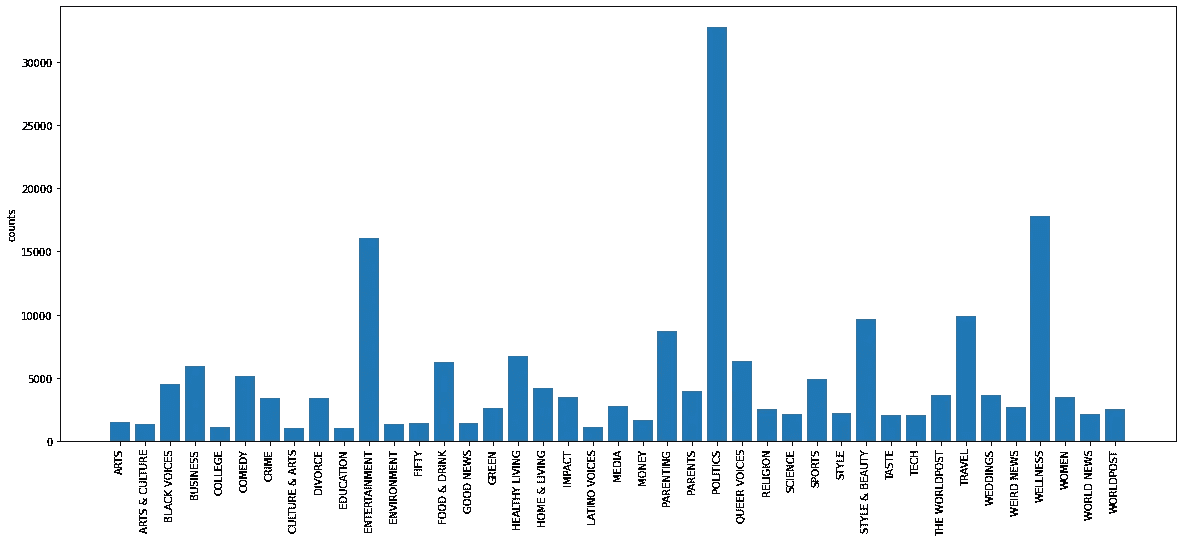 30000
25000
20000
15000
10000
5000
0
counts
ARTS
ARTS & CULTURE
BLACK VOICES
BUSINESS
COLLEGE
COMEDY
CRIME
CULTURE & ARTS
DIVORCE
EDUCATION
ENTERTAINMENT
ENVIRONMENT
FIFTY
FOOD & DRINK
GOOD NEWS
GREEN
HEALTHY LIVING
HOME & LIVING
IMPACT
LATINO VOICES
MEDIA
MONEY
PARENTING
PARENTS
POLITICS
QUEER VOICES
RELIGION
SCIENCE
SPORTS
STYLE
STYLE & BEAUTY
TASTE
TECH
THE WORLDPOST
TRAVEL
WEDDINGS
WEIRD NEWS
WELLNESS
WOMEN
WORLD NEWS
WORLDPOST